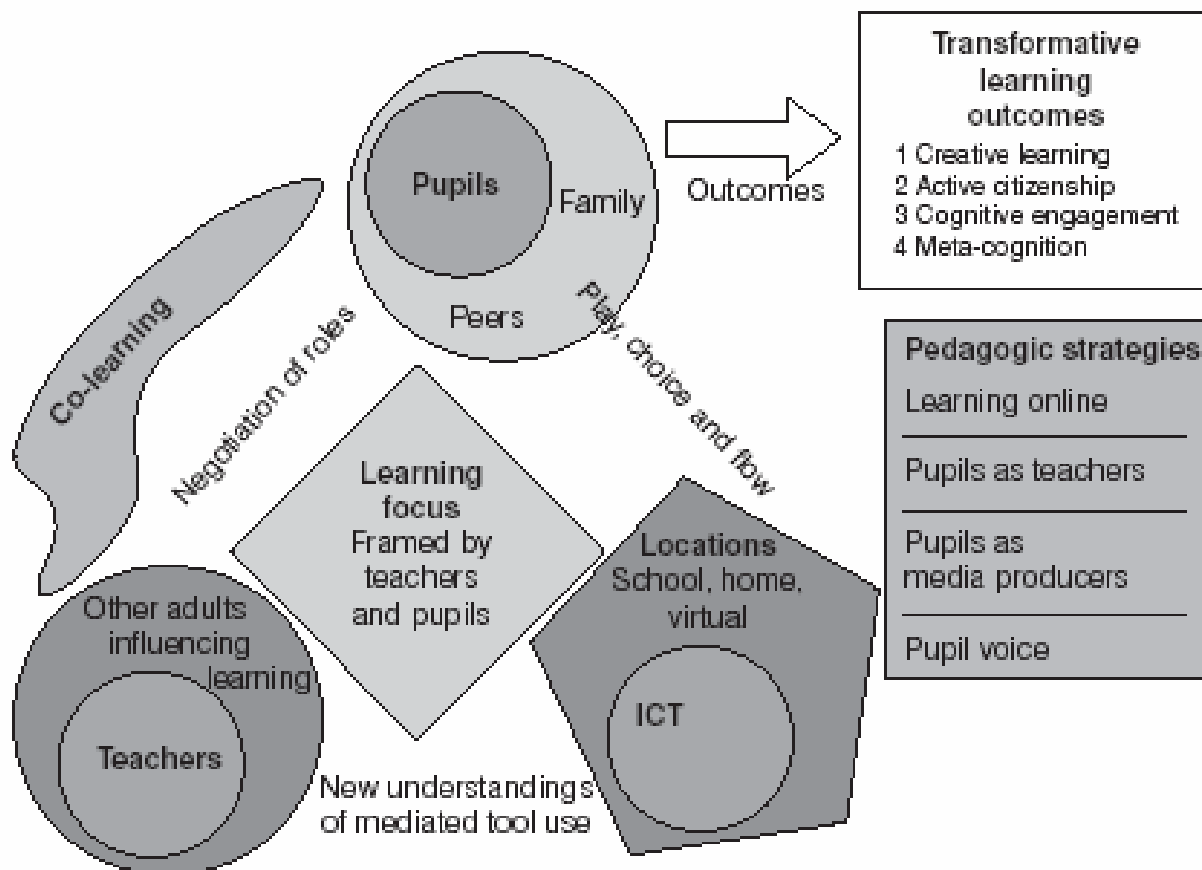 Transformative
learning
outcomes
1 Creative learning
2 Active citizenship
3 Cognitive engagement
4 Meta-cognition
Pupils
Family
Peers
Outcomes
Co-learning
Negotiation of roles
Play, choice and flow
Pedagogic strategies
Learning online
Pupils as teachers
Pupils as
media producers
Pupil voice
Learning
focus
Framed by
teachers
and pupils
Locations
School, home,
virtual
ICT
Other adults
influencing
learning
Teachers
New understandings
of mediated tool use